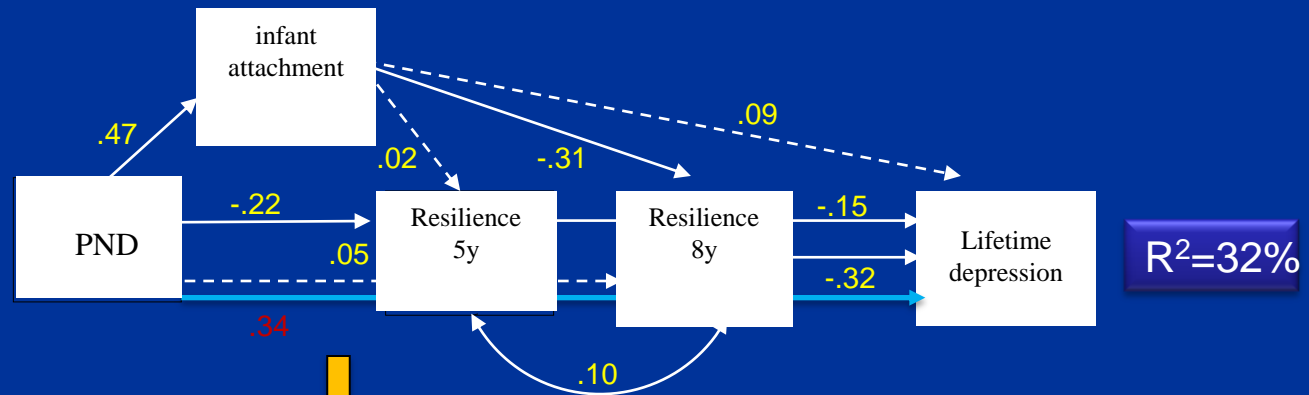 infant
attachment
.47
.09
.02
-.31
PND
-.22
Resilience
5y
Resilience
8y
-.15
Lifetime
depression
R²=32%
.05
-.32
.34
.10